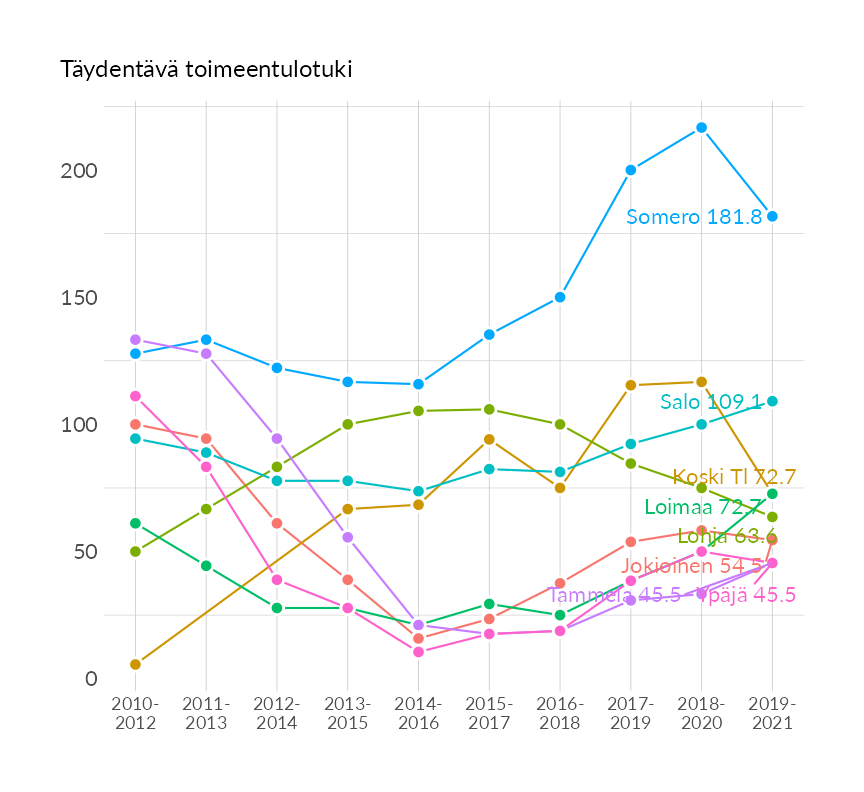 Täydentävä toimeentulotuki
200
150
100
50
0
Somero 181.8
Salo 109.1
Koski Tl 72.7
Loimaa 72.7
Lohja 63.6
Jokioinen 54.5
Tammela 45.5
Ypäjä 45.5
2010-
2012
2011-
2013
2012-
2014
2013-
2015
2014-
2016
2015-
2017
2016-
2018
2017-
2019
2018-
2020
2019-
2021